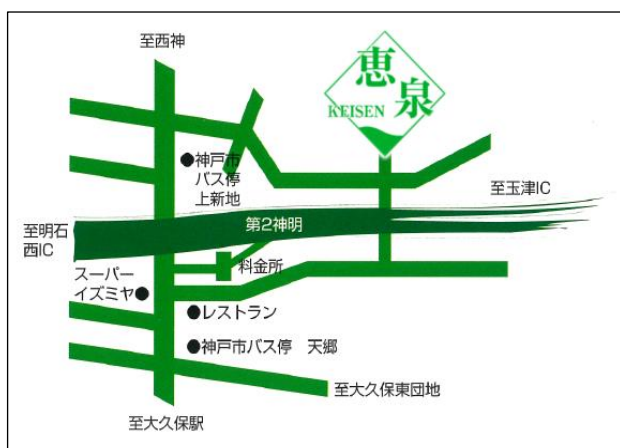 至西神
恵
泉
KEISEN
神戸市
バス停
上新地
至玉津IC
至明石
西IC
第2神明
料金所
スーパー
イズミヤ
レストラン
神戸市バス停 天郷
至大久保東団地
至大久保駅